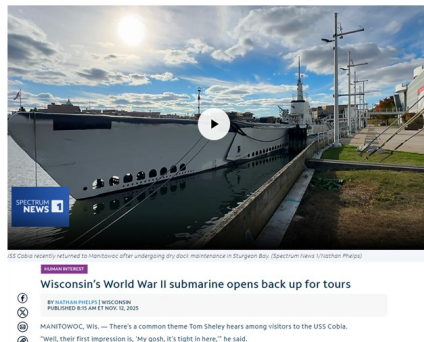 SPECTRUM
NEWS 1
USS Cobia recently returned to Manitowoc after undergoing dry dock maintenance in Sturgeon Bay. (Spectrum News 1/Nathan Phelps)
HUMAN INTEREST
Wisconsin's World War II submarine opens back up for tours
BY NATHAN PHELPS | WISCONSIN
PUBLISHED 8:15 AM ET NOV. 12, 2025
MANITOWOC, Wis. — There's a common theme Tom Sheley hears among visitors to the USS Cobia.
"Well, their first impression is, 'My gosh, it's tight in here,'" he said.